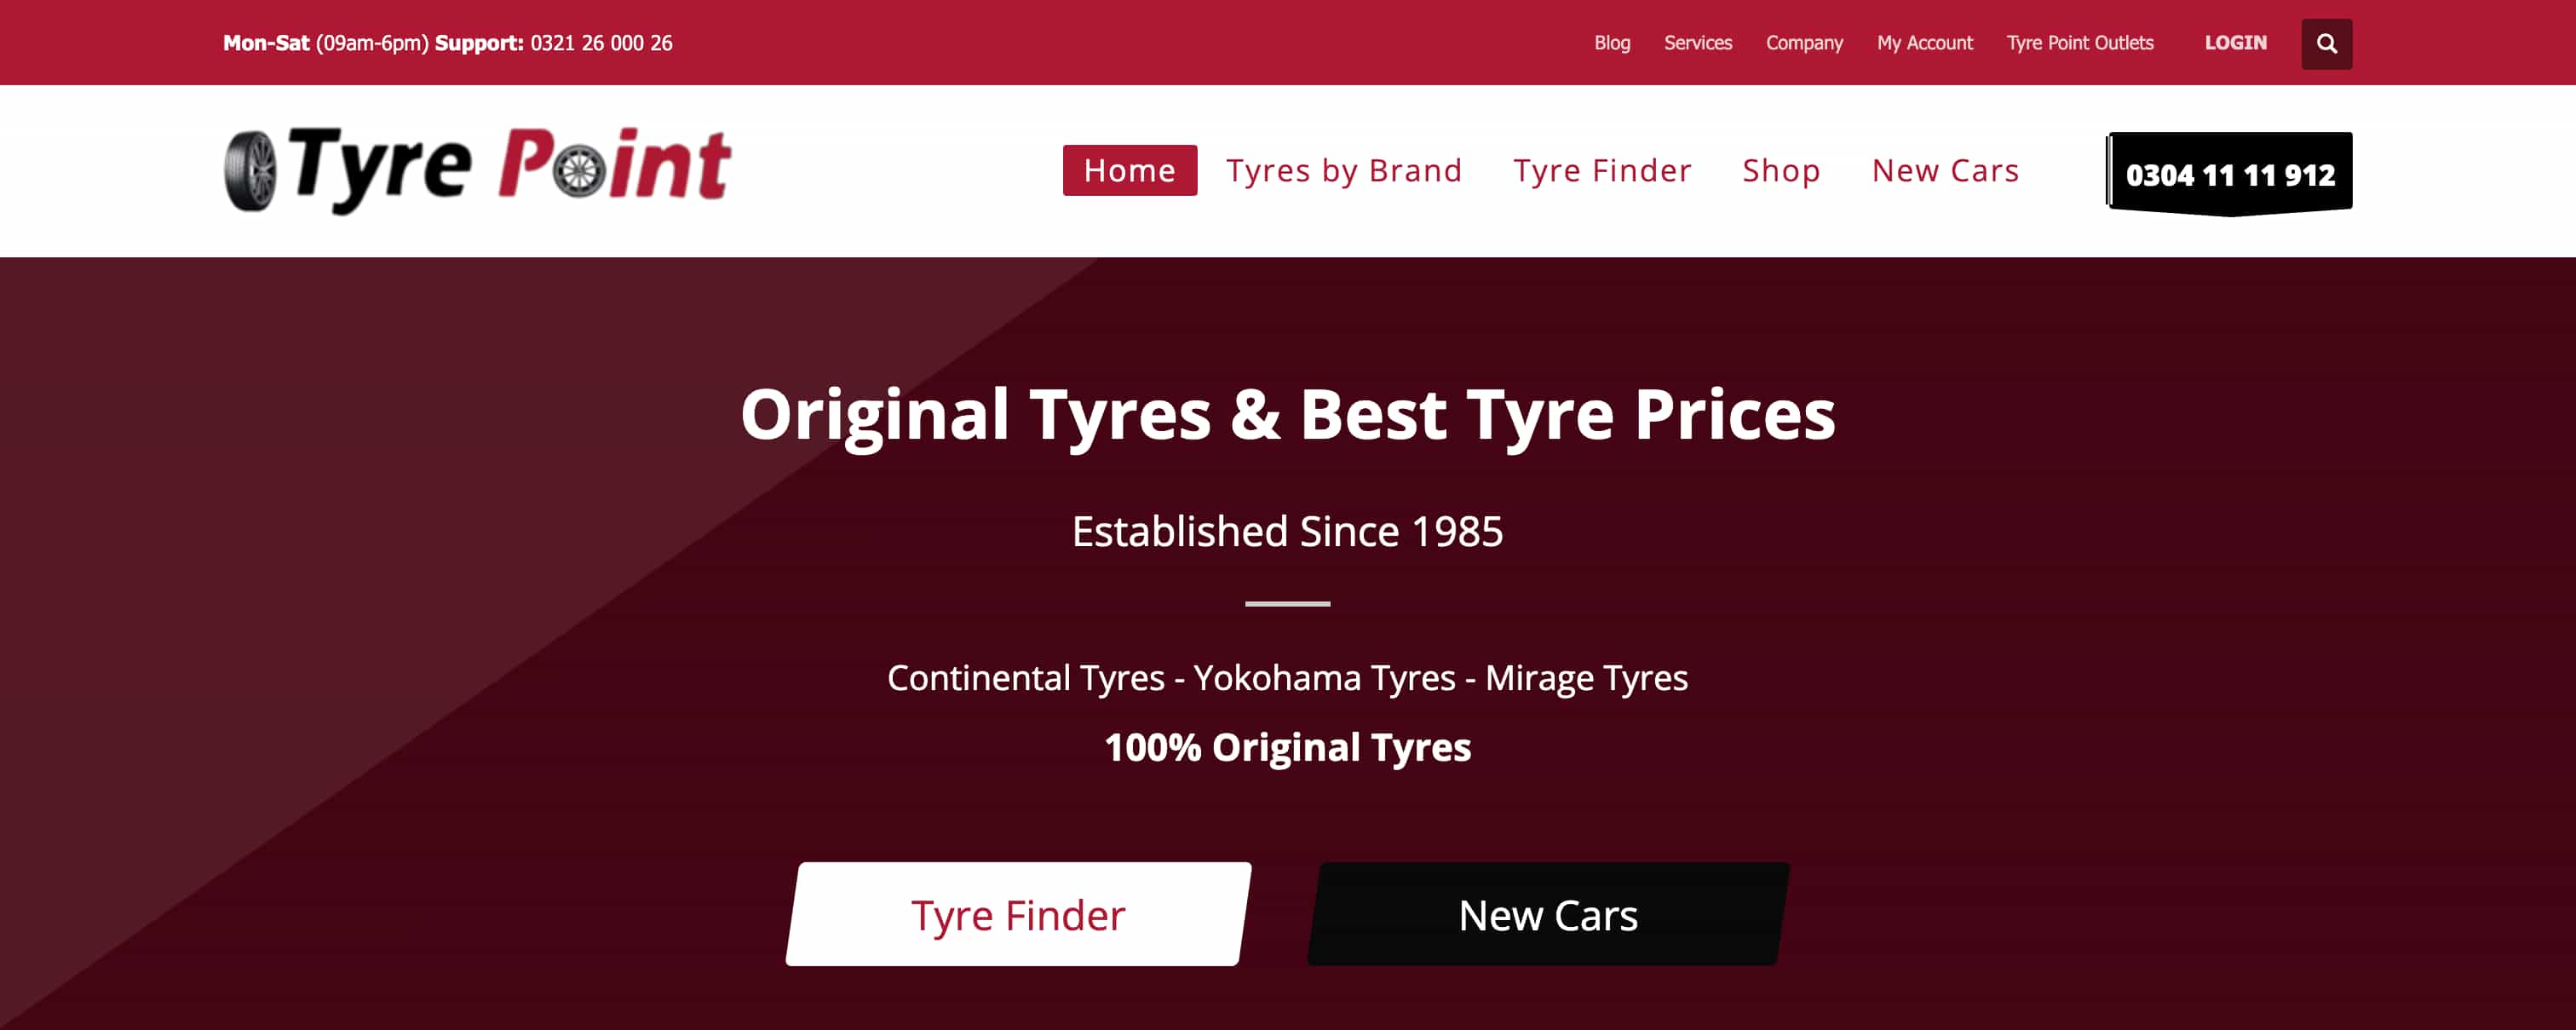 Mon-Sat (09am-6pm) Support: 0321 26 000 26
Blog Services Company My Account Tyre Point Outlets LOGIN
Tyre Point
Home Tyres by Brand Tyre Finder Shop New Cars
0304 11 11 912
Original Tyres & Best Tyre Prices
Established Since 1985
Continental Tyres - Yokohama Tyres - Mirage Tyres
100% Original Tyres
Tyre Finder
New Cars